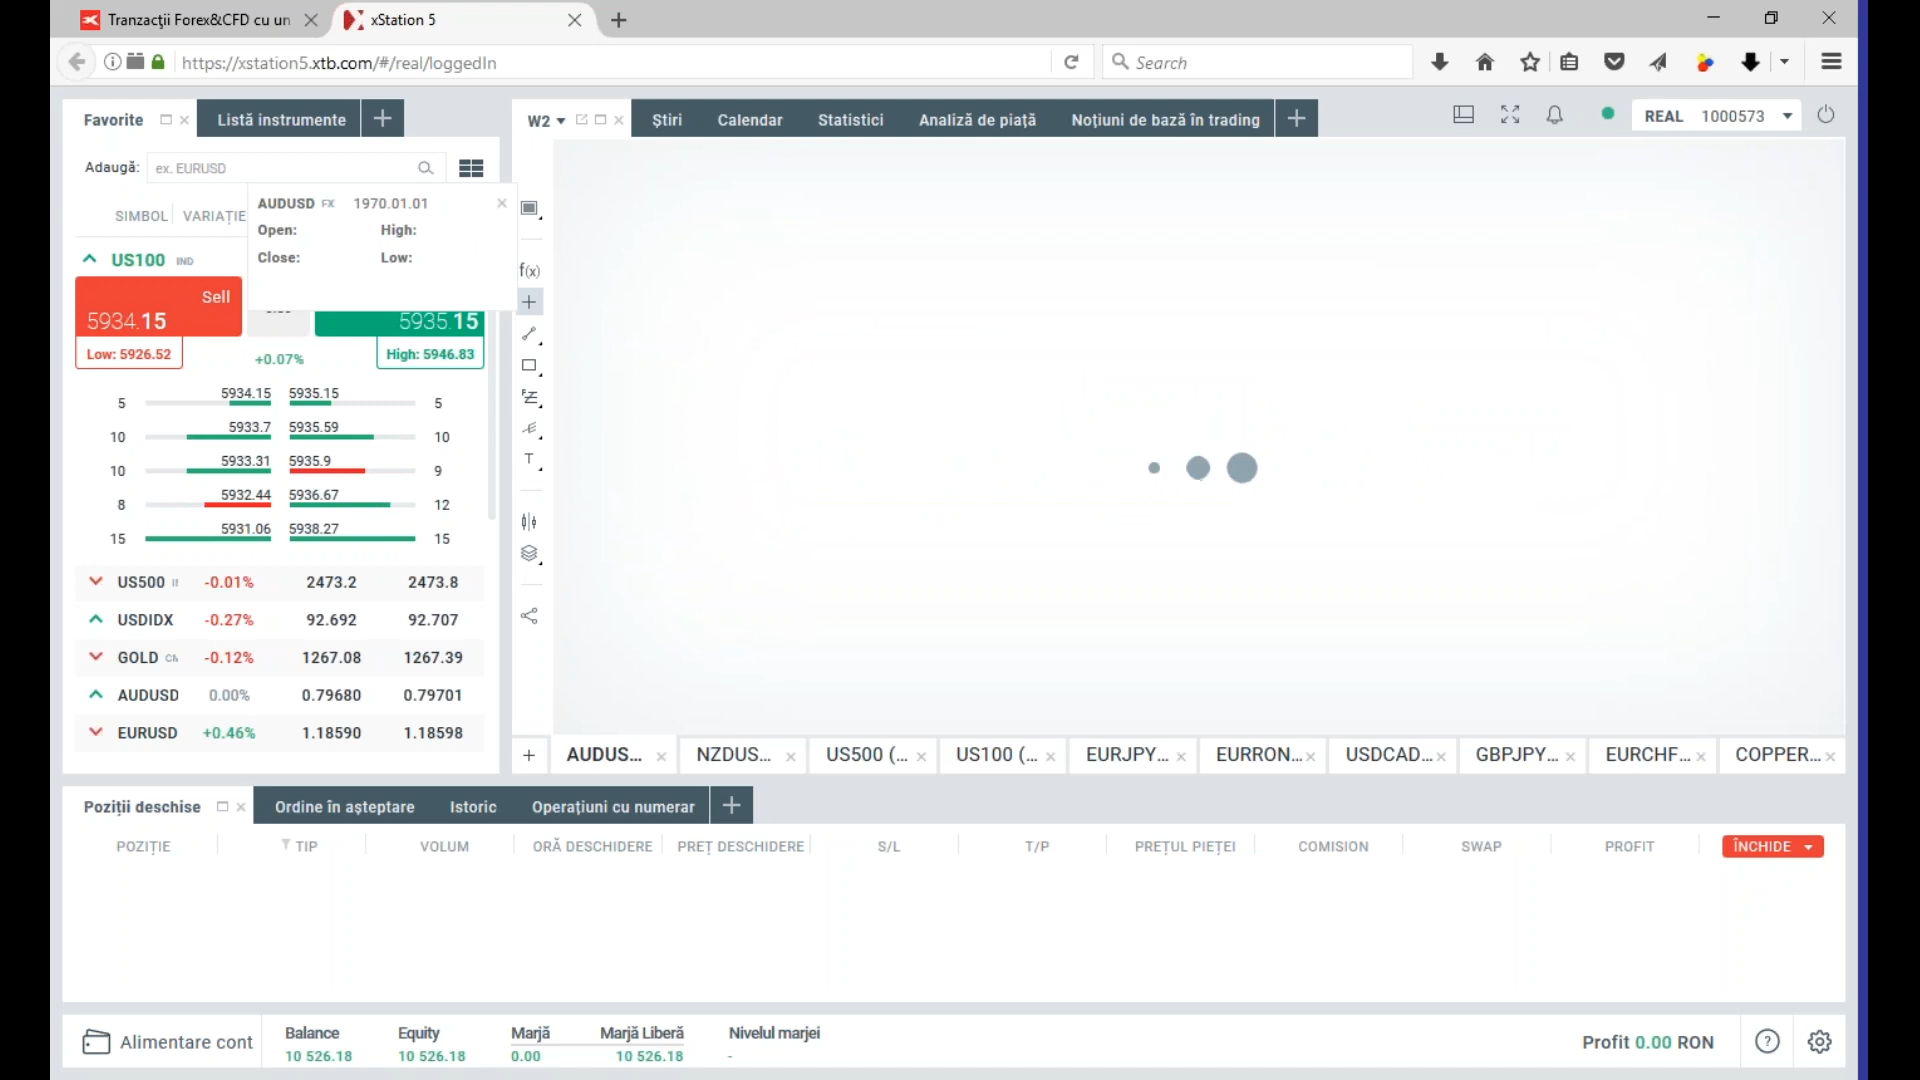 Tranzacții Forex&CFD cu un
xStation 5
https://xstation5.xtb.com/#/real/loggedIn
Search
Favorite
Listă instrumente
W2
Știri
Calendar
Statistici
Analiză de piață
Noțiuni de bază în trading
REAL 1000573
Adaugă:
ex. EURUSD
SIMBOL
VARIAȚIE
AUDUSD FX 1970.01.01
Open: High:
Close: Low:
US100 IND
Sell
5934.15
5935.15
Low: 5926.52
+0.07%
High: 5946.83
5 5934.15 5935.15 5
10 5933.7 5935.59 10
10 5933.31 5935.9 9
8 5932.44 5936.67 12
15 5931.06 5938.27 15
US500 -0.01% 2473.2 2473.8
USDIDX -0.27% 92.692 92.707
GOLD -0.12% 1267.08 1267.39
AUDUSD 0.00% 0.79680 0.79701
EURUSD +0.46% 1.18590 1.18598
f(x)
T
AUDUS... NZDUS... US500 (... US100 (... EURJPY... EURRON... USDCAD... GBPJPY... EURCHF... COPPER...
Poziții deschise
Ordine în așteptare
Istoric
Operațiuni cu numerar
POZIȚIE TIP VOLUM ORĂ DESCHIDERE PREȚ DESCHIDERE S/L T/P PREȚUL PIEȚEI COMISION SWAP PROFIT ÎNCHIDE
Alimentare cont
Balance Equity Marjă Marjă Liberă Nivelul marjei
10 526.18 10 526.18 0.00 10 526.18 -
Profit 0.00 RON